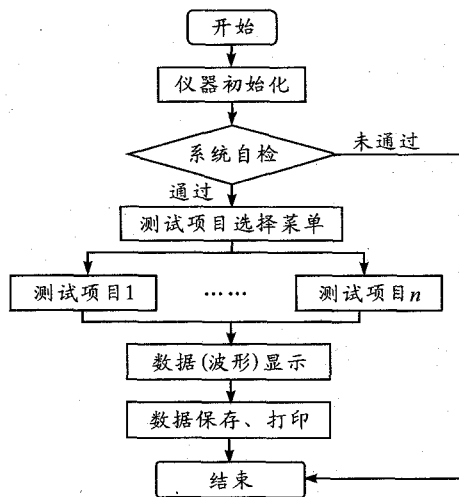 开始
仪器初始化
系统自检
未通过
通过
测试项目选择菜单
测试项目1
……
测试项目n
数据(波形)显示
数据保存、打印
结束